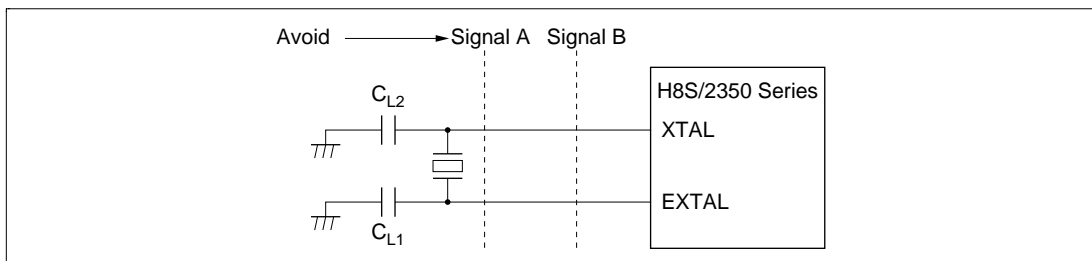 Avoid Signal A Signal B
H8S/2350 Series
CL2
XTAL
EXTAL
CL1